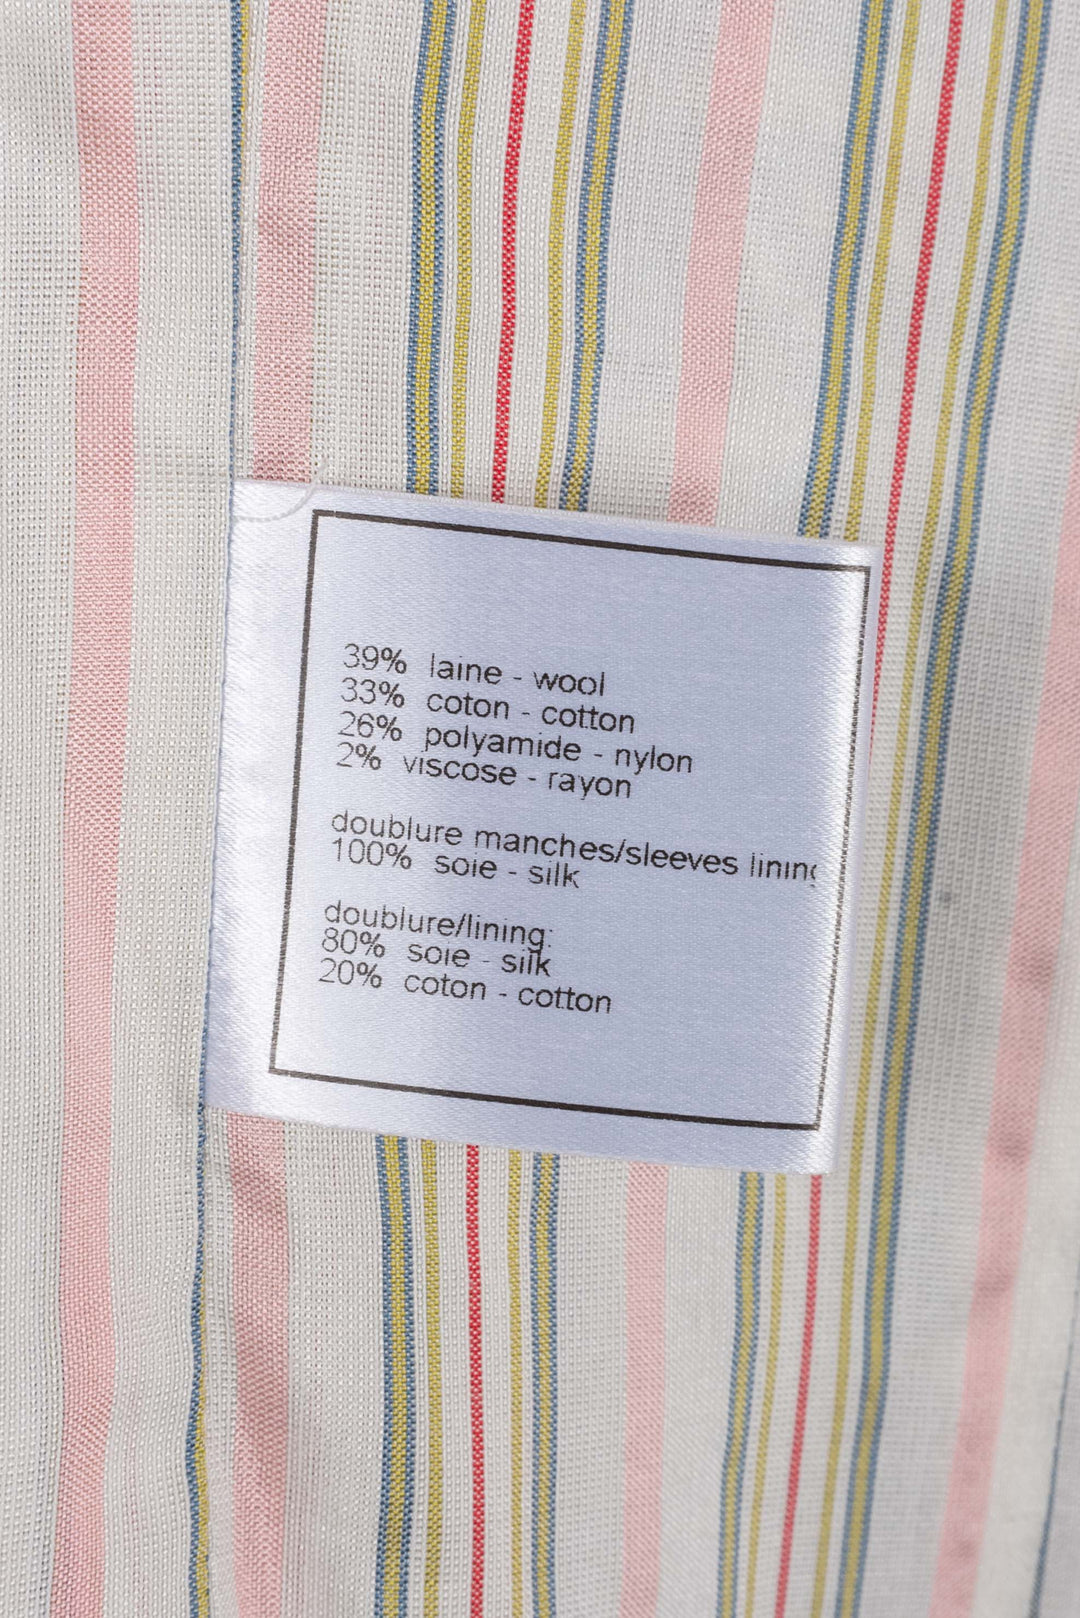 39% laine - wool
33% coton - cotton
26% polyamide - nylon
2% viscose - rayon
doublure manches/sleeves lining
100% soie - silk
doublure/lining:
80% soie - silk
20% coton - cotton